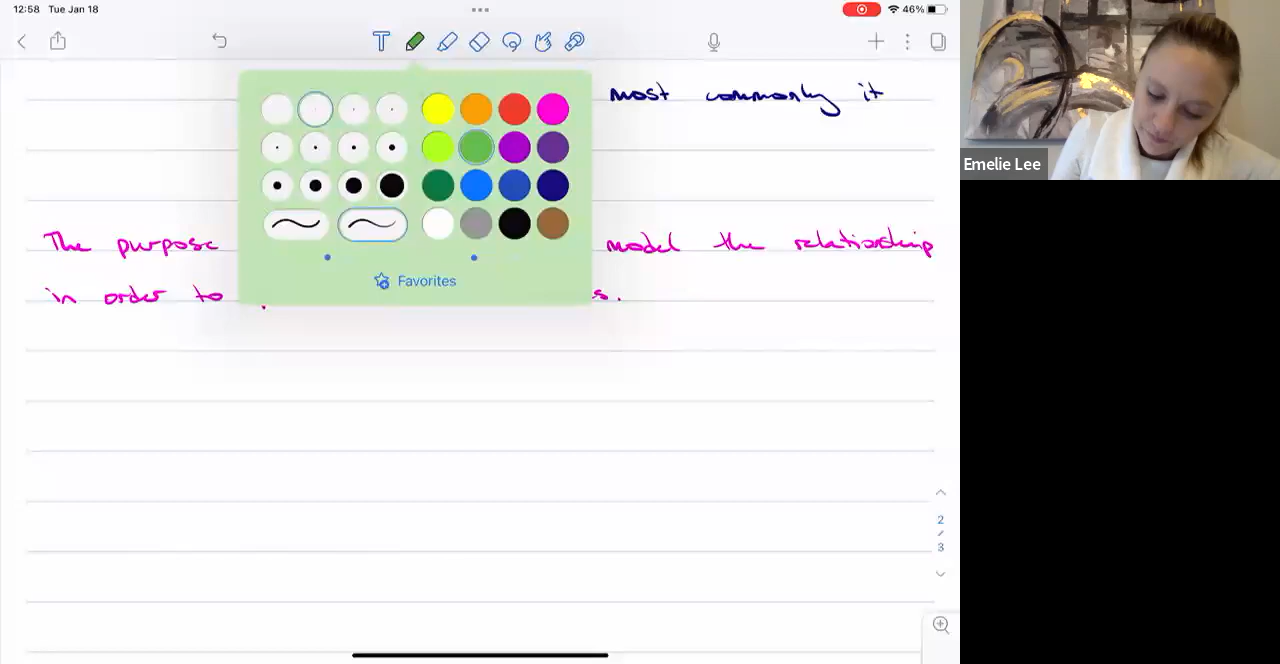 12:58 Tue Jan 18
46%
T
most commonly it
The purpose model the relationship
in order to s.
Favorites
2
3
Emelie Lee